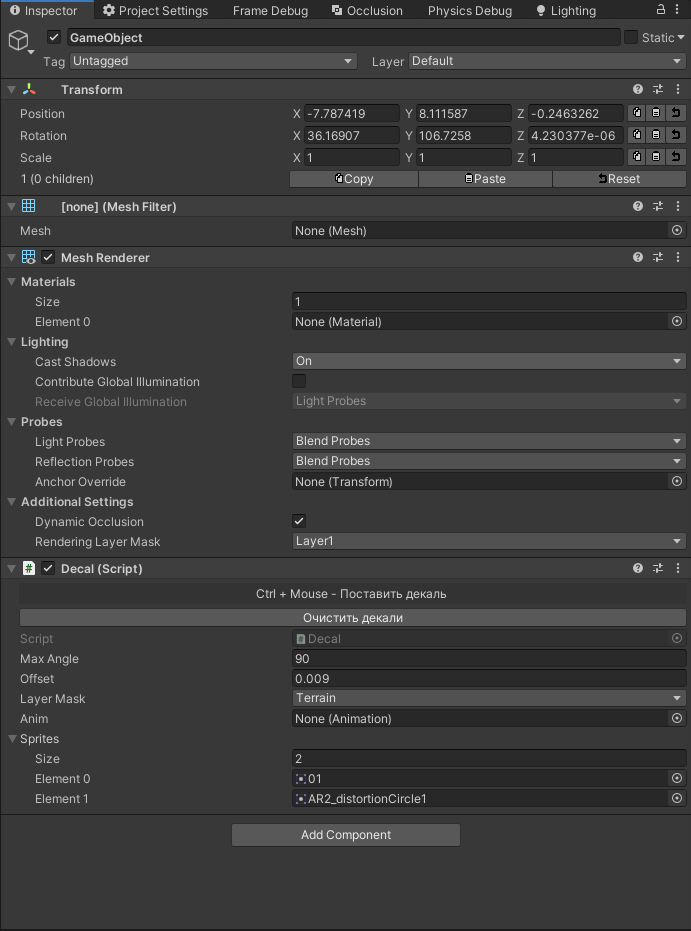 Inspector Project Settings Frame Debug Occlusion Physics Debug Lighting
GameObject Static
Tag Untagged Layer Default
Transform
Position X -7.787419 Y 8.111587 Z -0.2463262
Rotation X 36.16907 Y 106.7258 Z 4.230377e-06
Scale X 1 Y 1 Z 1
1 (0 children) Copy Paste Reset
[none] (Mesh Filter)
Mesh None (Mesh)
Mesh Renderer
Materials
Size 1
Element 0 None (Material)
Lighting
Cast Shadows On
Contribute Global Illumination
Receive Global Illumination Light Probes
Probes
Light Probes Blend Probes
Reflection Probes Blend Probes
Anchor Override None (Transform)
Additional Settings
Dynamic Occlusion
Rendering Layer Mask Layer1
# Decal (Script)
Ctrl + Mouse - Поставить декаль
Очистить декали
Script Decal
Max Angle 90
Offset 0.009
Layer Mask Terrain
Anim None (Animation)
Sprites
Size 2
Element 0 01
Element 1 AR2_distortionCircle1
Add Component